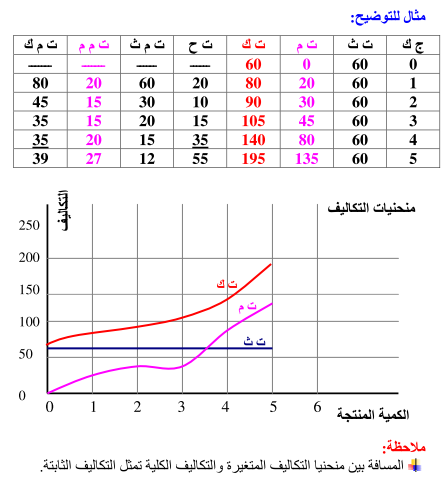 مثال للتوضيح:
ج ك ت ث ت م ت ك ت ح ت م ث ت م م ت م ك
0 60 0 60 ------ ------ ------ ------
1 60 20 80 20 60 20 80
2 60 30 90 10 30 15 45
3 60 45 105 15 20 15 35
4 60 80 140 35 15 20 35
5 60 135 195 55 12 27 39
منحنيات التكاليف
التكاليف
250
200
150
100
50
0
ت ك
ت م
ت ث
0 1 2 3 4 5 6
الكمية المنتجة
ملاحظة:
المسافة بين منحنيا التكاليف المتغيرة والتكاليف الكلية تمثل التكاليف الثابتة.